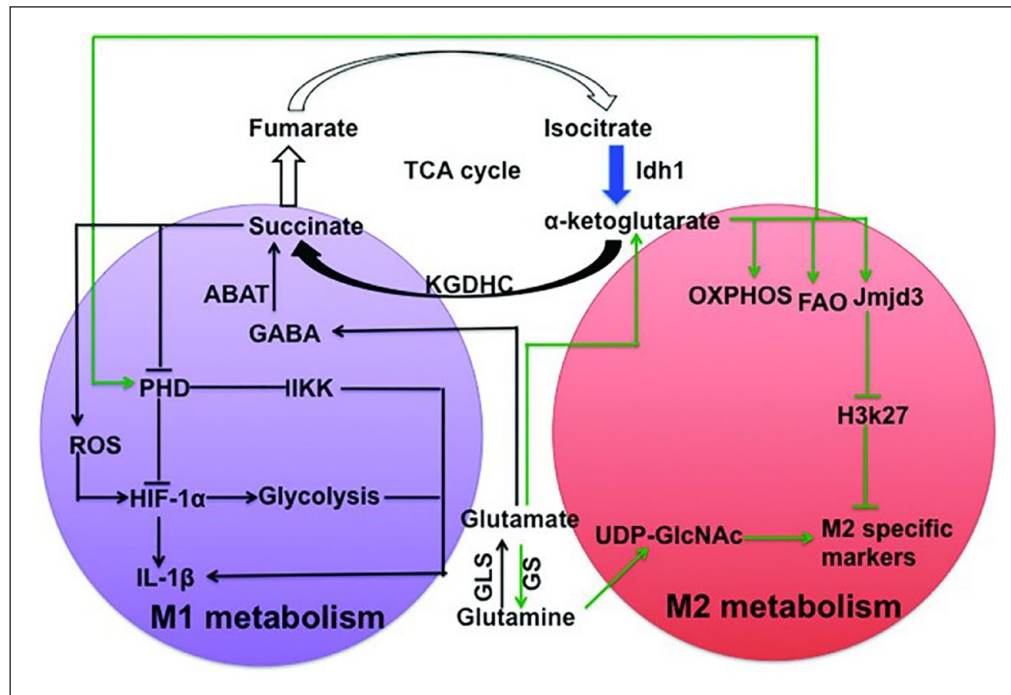 Fumarate
Isocitrate
TCA cycle
Idh1
Succinate
α-ketoglutarate
ABAT
KGDHC
OXPHOS
FAO
Jmjd3
GABA
PHD
IIKK
H3k27
ROS
HIF-1α
Glycolysis
Glutamate
UDP-GlcNAc
M2 specific
markers
IL-1β
GLS
GS
M1 metabolism
Glutamine
M2 metabolism